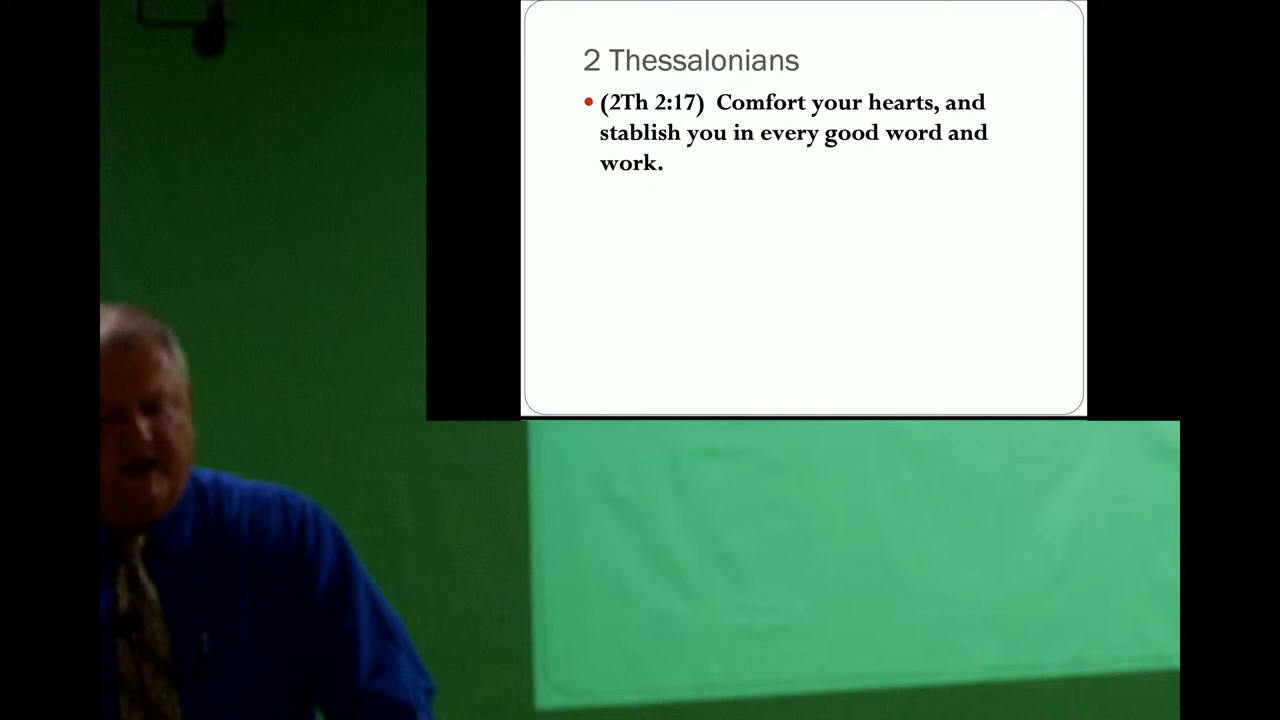 2 Thessalonians
• (2Th 2:17)  Comfort your hearts, and
stablish you in every good word and
work.